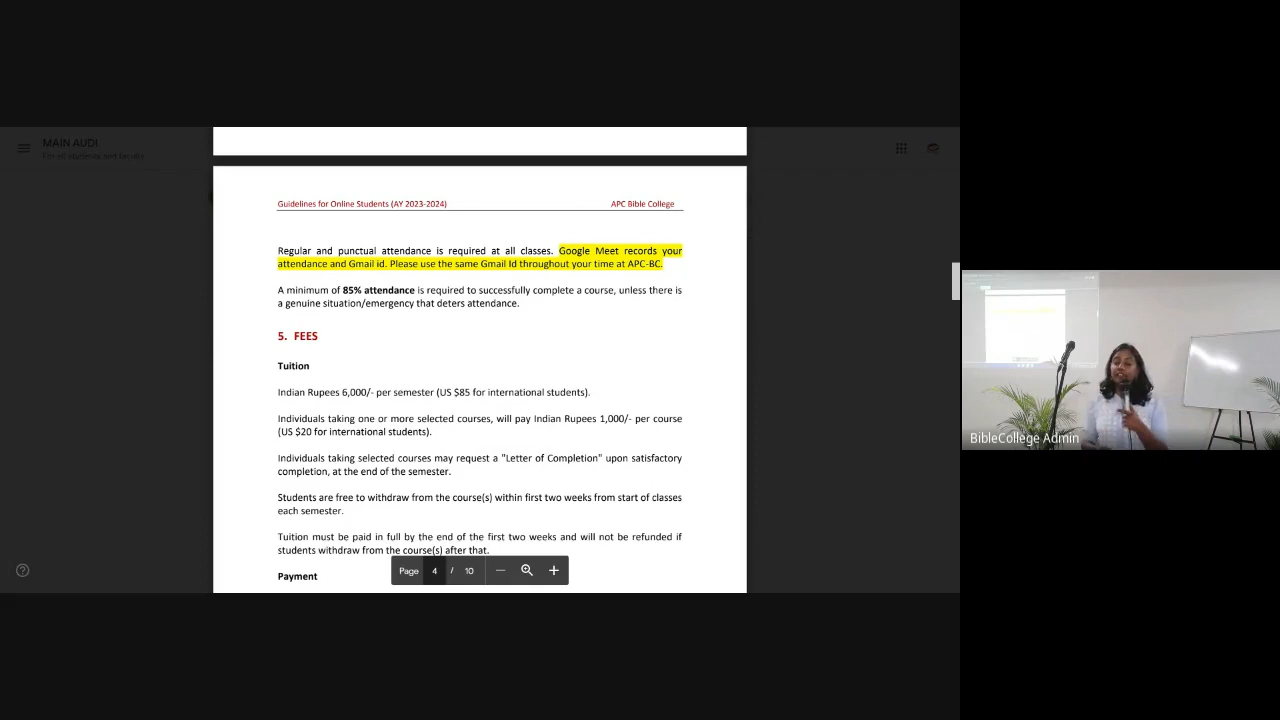 MAIN AUDI
For all students and faculty
Guidelines for Online Students (AY 2023-2024)
APC Bible College
Regular and punctual attendance is required at all classes. Google Meet records your
attendance and Gmail id. Please use the same Gmail Id throughout your time at APC-BC.
A minimum of 85% attendance is required to successfully complete a course, unless there is
a genuine situation/emergency that deters attendance.
5. FEES
Tuition
Indian Rupees 6,000/- per semester (US $85 for international students).
Individuals taking one or more selected courses, will pay Indian Rupees 1,000/- per course
(US $20 for international students).
Individuals taking selected courses may request a "Letter of Completion" upon satisfactory
completion, at the end of the semester.
Students are free to withdraw from the course(s) within first two weeks from start of classes
each semester.
Tuition must be paid in full by the end of the first two weeks and will not be refunded if
students withdraw from the course(s) after that.
Payment
Page 4 / 10
BibleCollege Admin